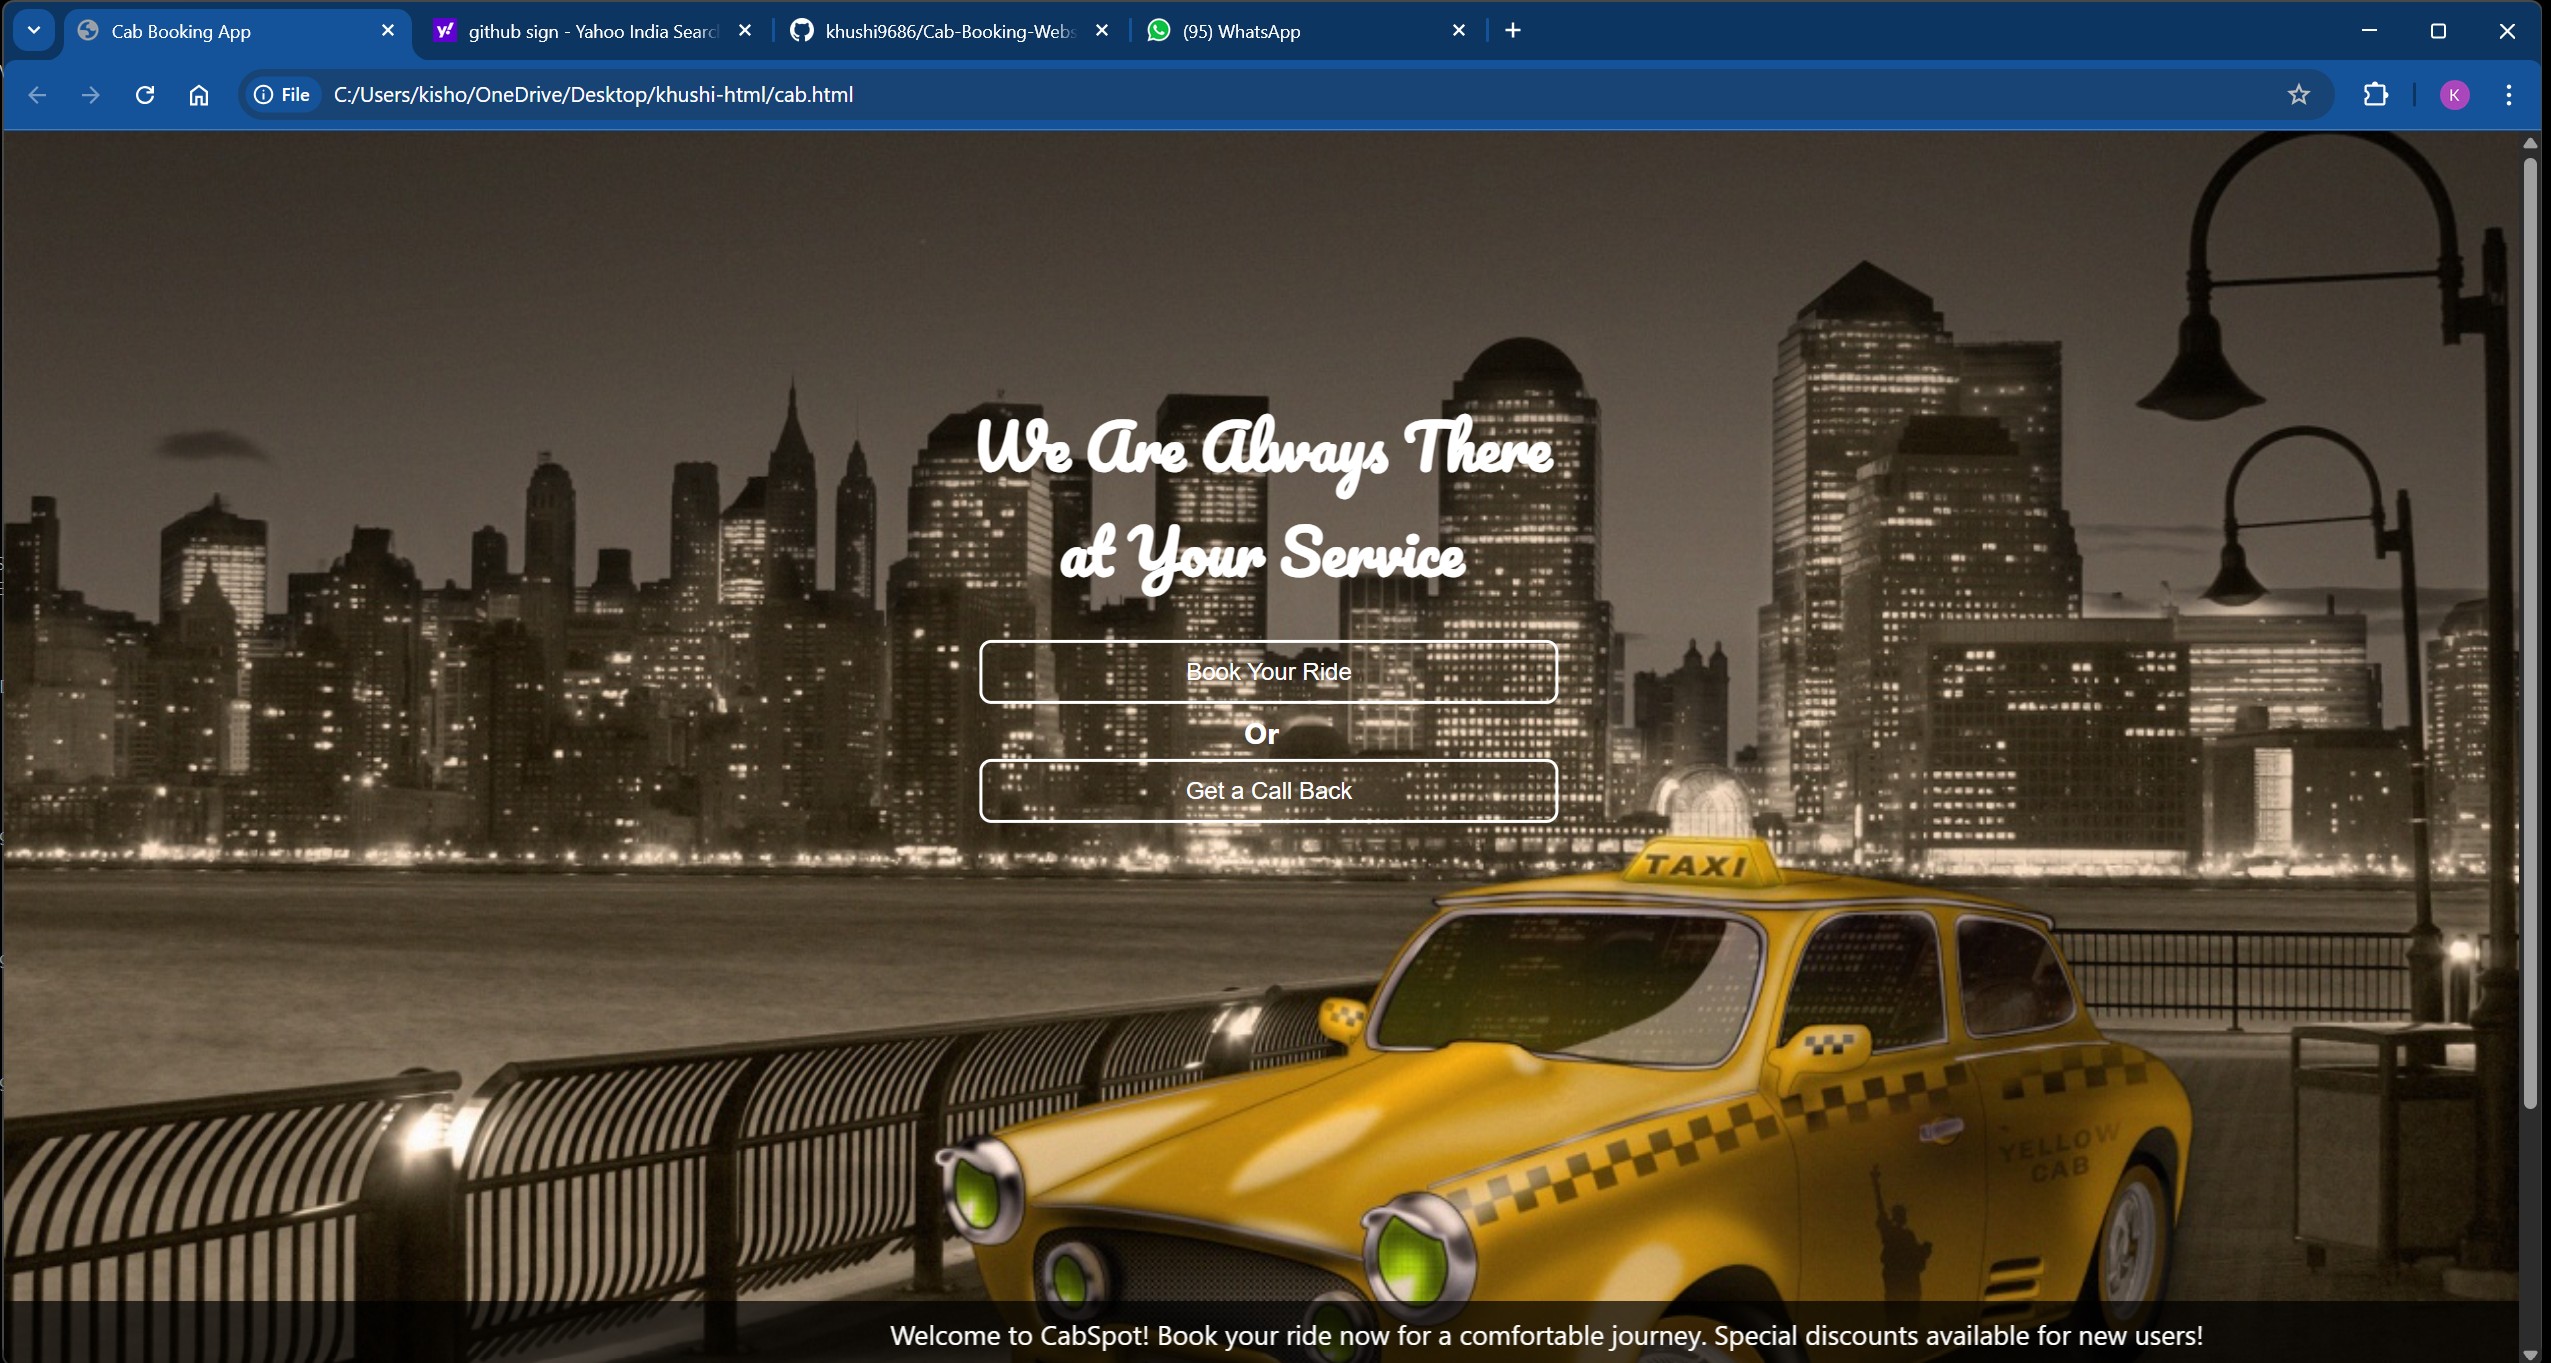 Cab Booking App
github sign - Yahoo India Searc
khushi9686/Cab-Booking-Webs
(95) WhatsApp
File
C:/Users/kisho/OneDrive/Desktop/khushi-html/cab.html
K
We Are Always There
at Your Service
Book Your Ride
Or
Get a Call Back
TAXI
YELLOW
CAB
Welcome to CabSpot! Book your ride now for a comfortable journey. Special discounts available for new users!